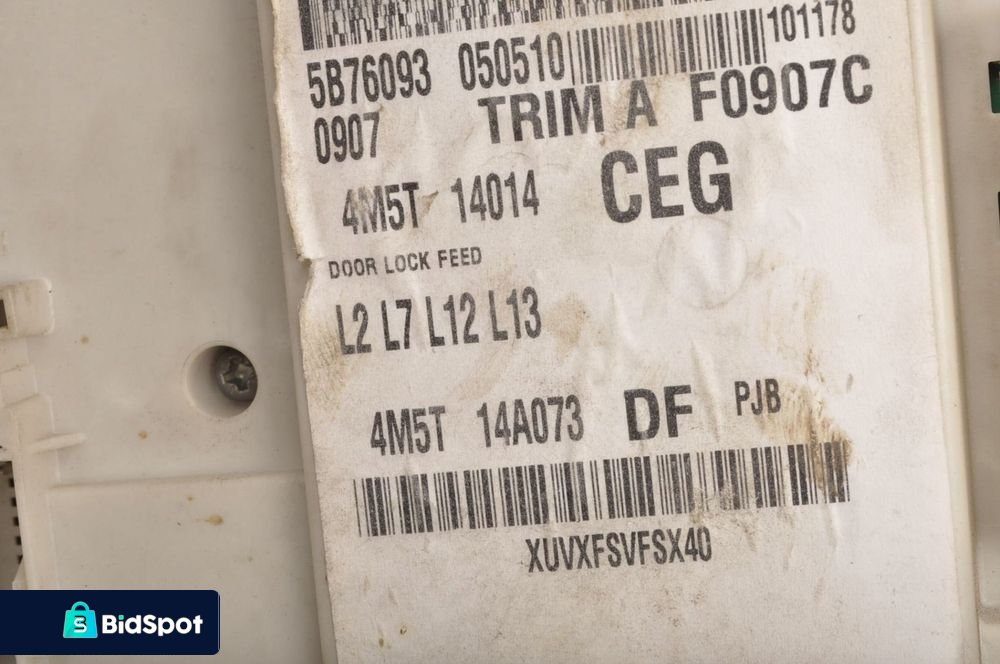 5B76093 050510 101178
0907 TRIM A F0907C
4M5T 14014 CEG
DOOR LOCK FEED
L2 L7 L12 L13
4M5T 14A073 DF PJB
XUVXFSVFSX40
BidSpot